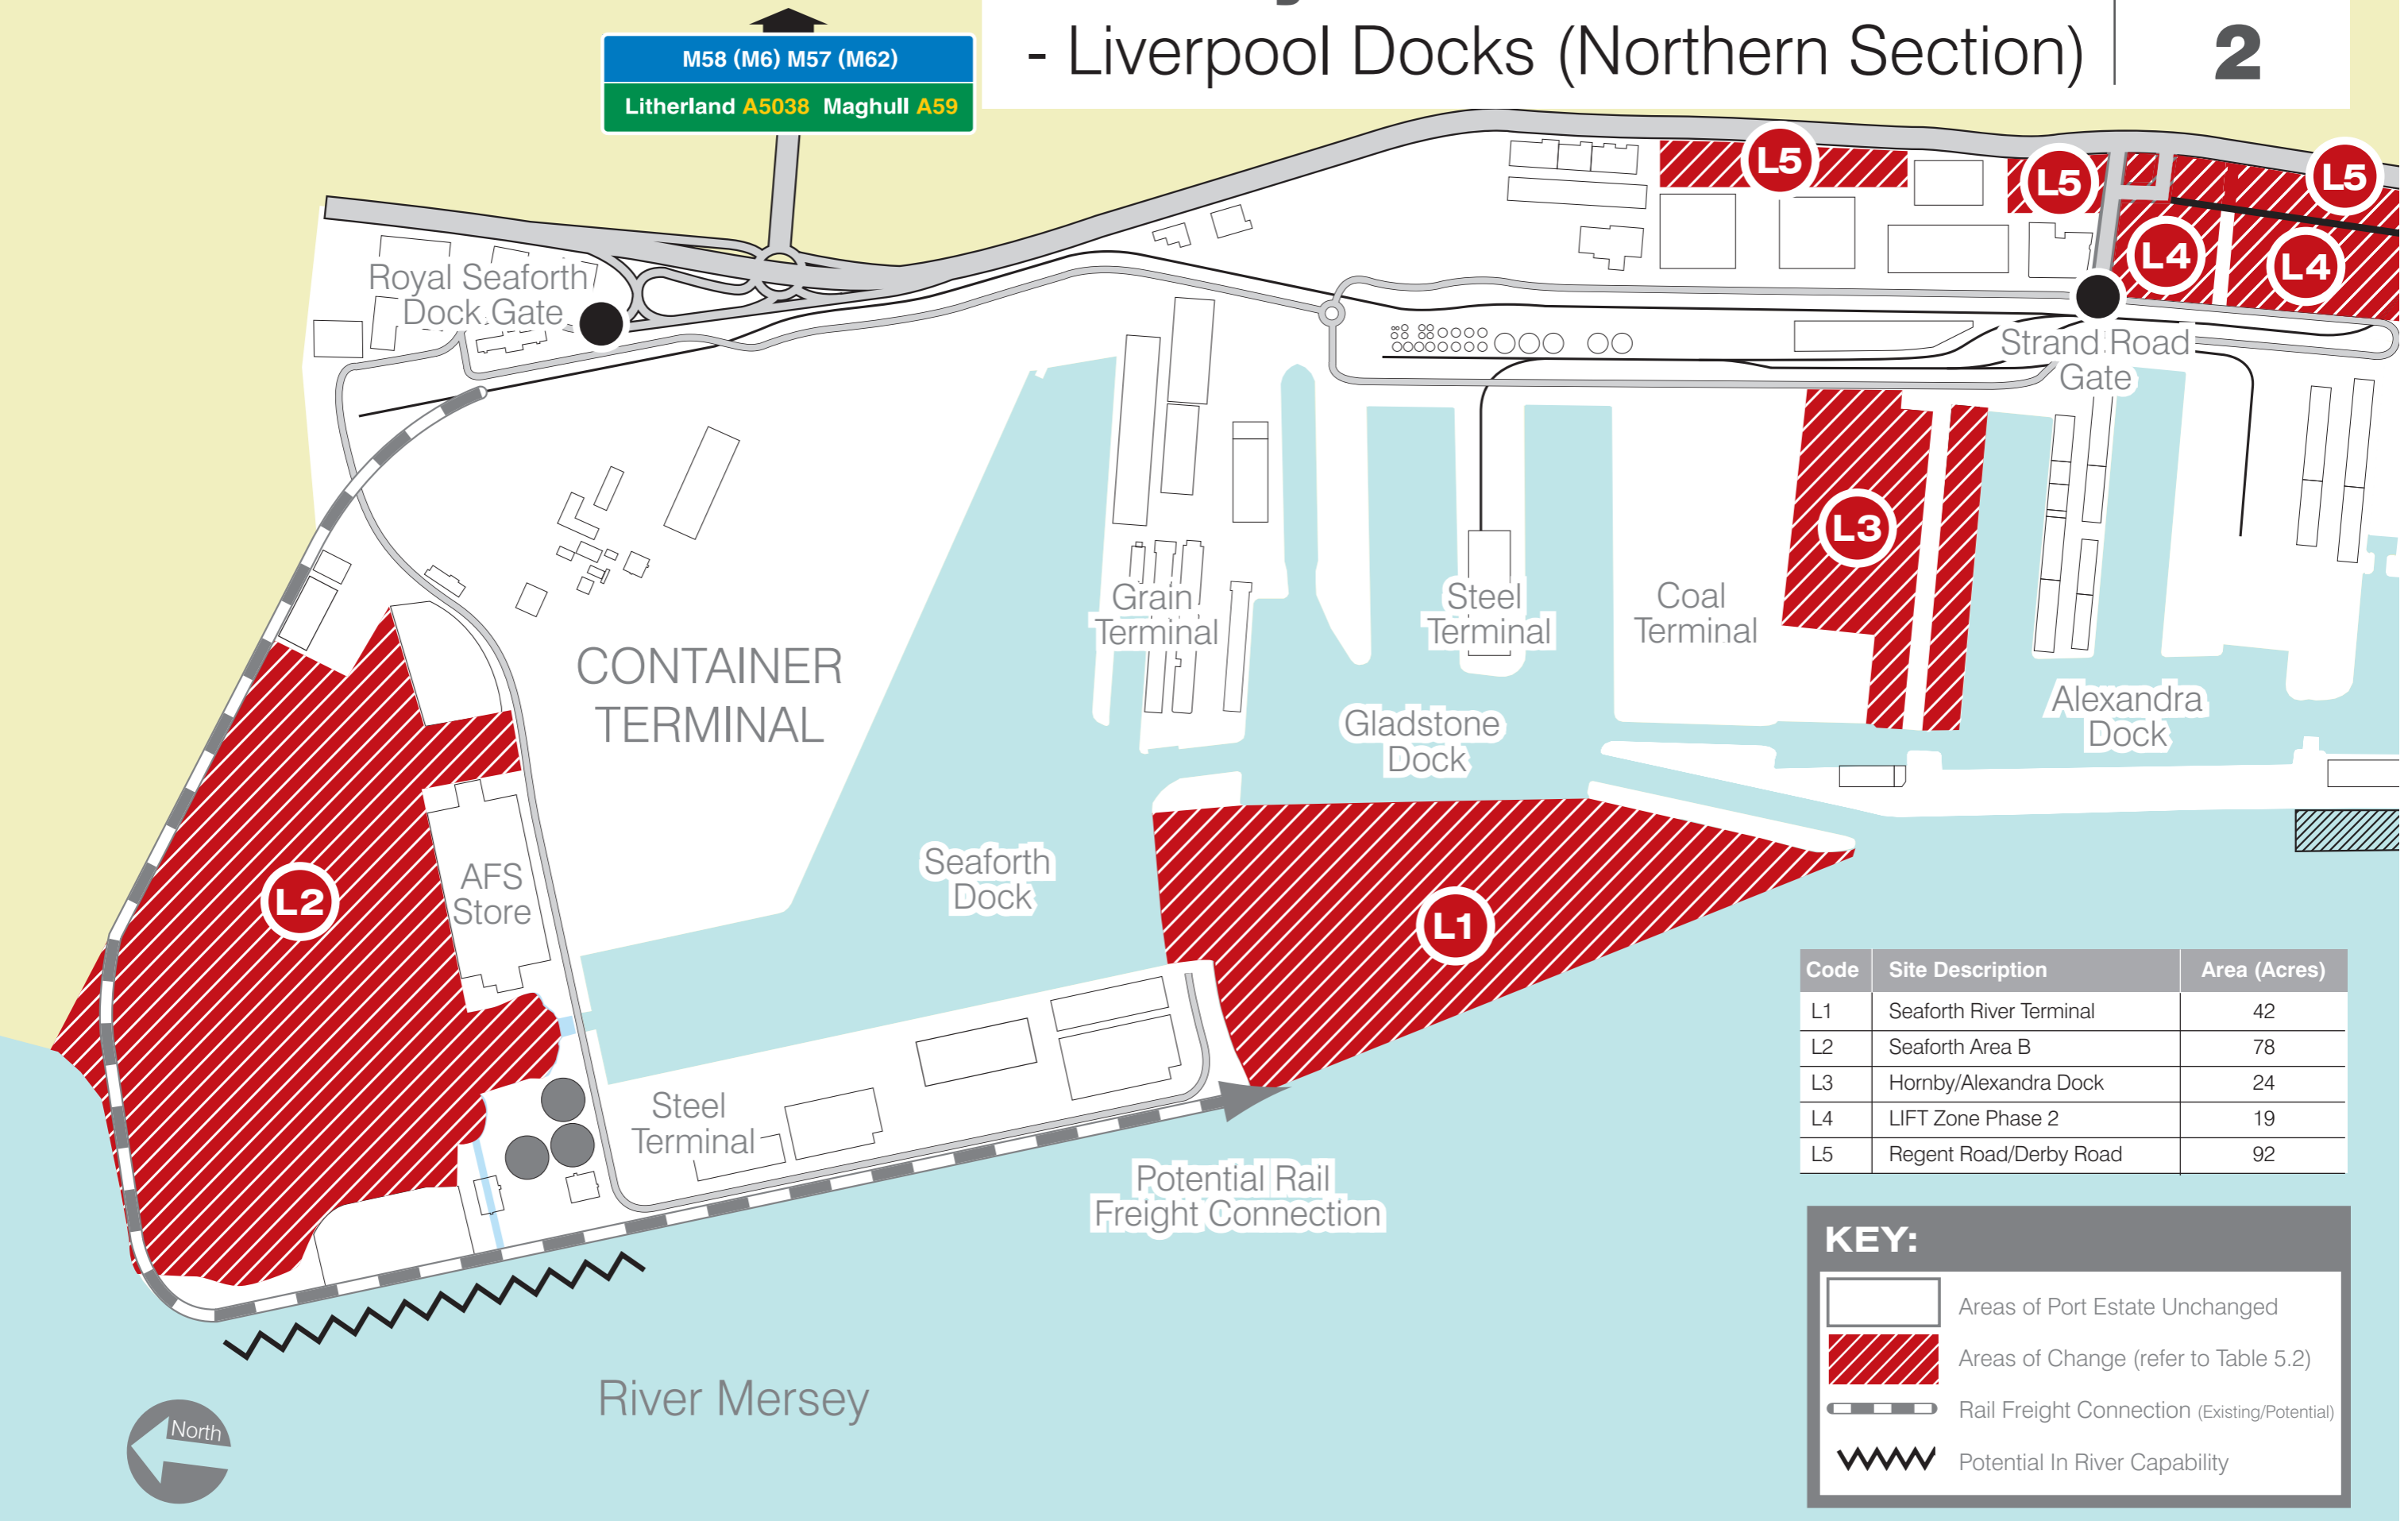 - Liverpool Docks (Northern Section)
2
M58 (M6) M57 (M62)
Litherland A5038 Maghull A59
L5
L5
L5
L4
L4
Royal Seaforth
Dock Gate
Strand Road
Gate
L3
Grain
Terminal
Steel
Terminal
Coal
Terminal
CONTAINER
TERMINAL
Gladstone
Dock
Alexandra
Dock
AFS
Store
Seaforth
Dock
L2
L1
Steel
Terminal
Potential Rail
Freight Connection
River Mersey
North
Code Site Description Area (Acres)
L1 Seaforth River Terminal 42
L2 Seaforth Area B 78
L3 Hornby/Alexandra Dock 24
L4 LIFT Zone Phase 2 19
L5 Regent Road/Derby Road 92
KEY:
Areas of Port Estate Unchanged
Areas of Change (refer to Table 5.2)
Rail Freight Connection (Existing/Potential)
Potential In River Capability